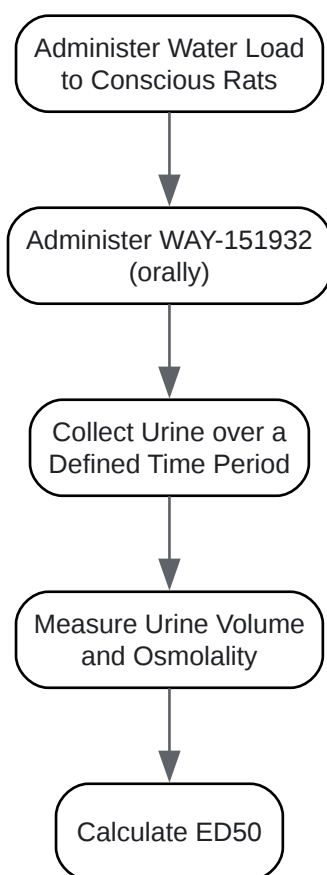 Administer Water Load
to Conscious Rats
Administer WAY-151932
(orally)
Collect Urine over a
Defined Time Period
Measure Urine Volume
and Osmolality
Calculate ED50